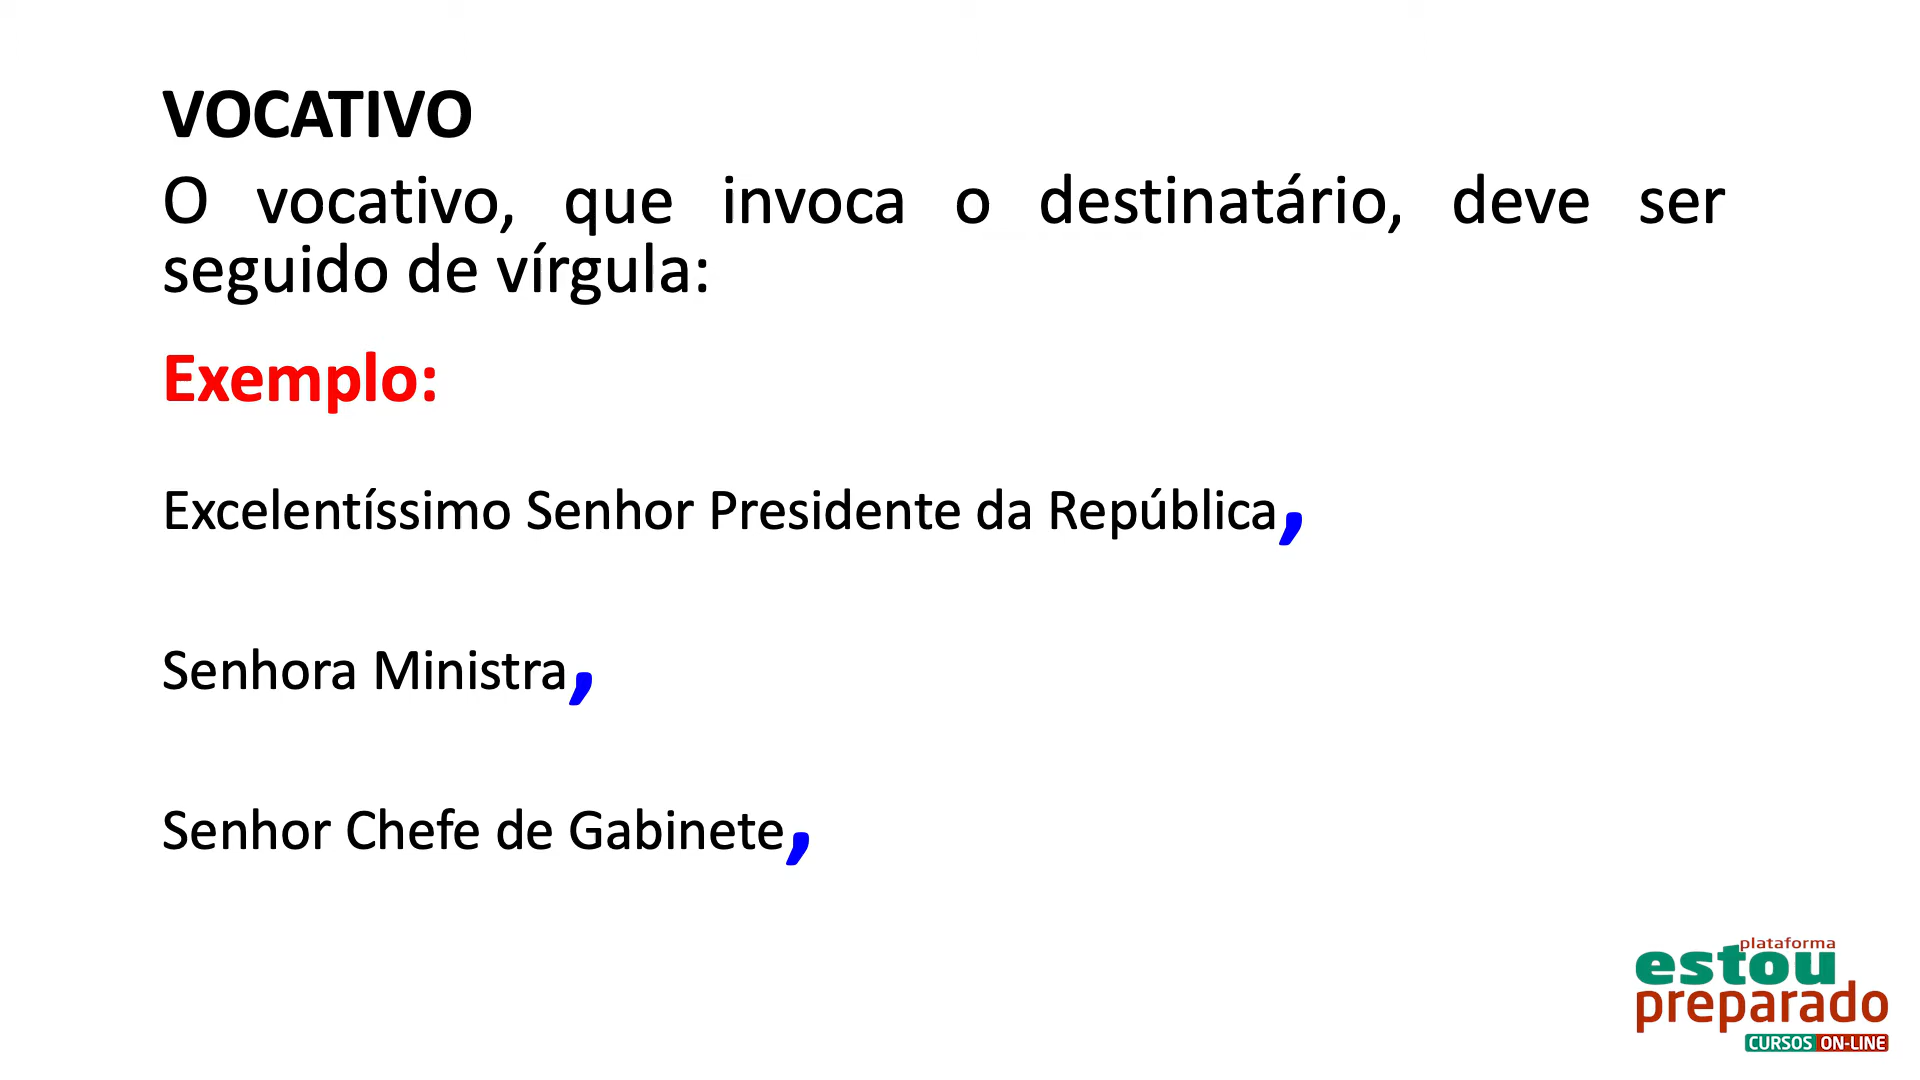 VOCATIVO
O vocativo, que invoca o destinatário, deve ser
seguido de vírgula:
Exemplo:
Excelentíssimo Senhor Presidente da República,
Senhora Ministra,
Senhor Chefe de Gabinete,
plataforma
estou
preparado
CURSOS ON-LINE